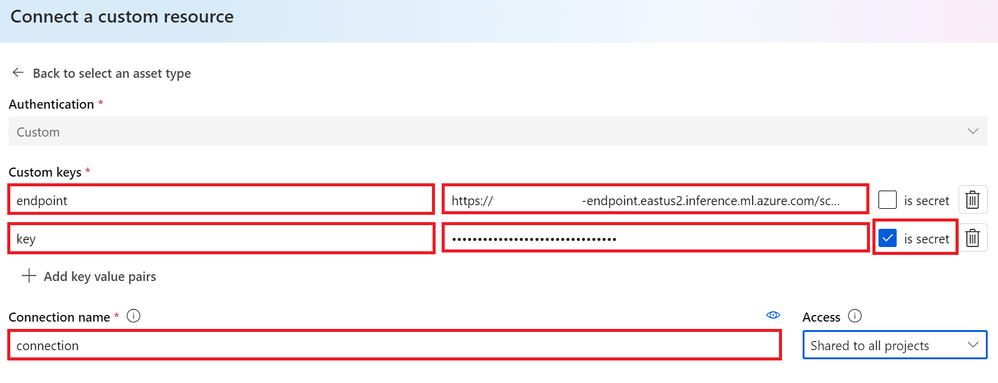 Connect a custom resource
Back to select an asset type
Authentication *
Custom
Custom keys *
endpoint https:// -endpoint.eastus2.inference.ml.azure.com/sc... is secret
key •••••••••••••••••••••••••••••••• is secret
Add key value pairs
Connection name * Access
connection Shared to all projects